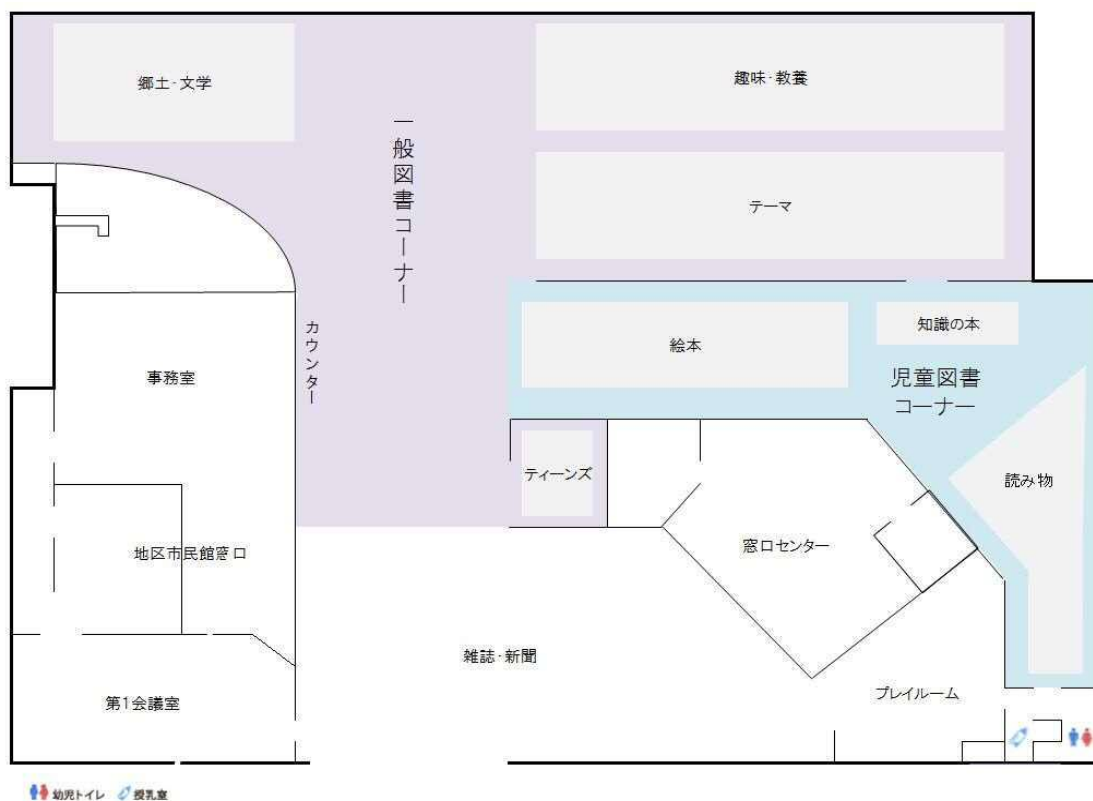 郷土・文学
趣味・教養
一般図書コーナー
テーマ
絵本
知識の本
カウンター
事務室
児童図書
コーナー
ティーンズ
読み物
地区市民館窓口
窓口センター
雑誌・新聞
第1会議室
プレイルーム
幼児トイレ 授乳室